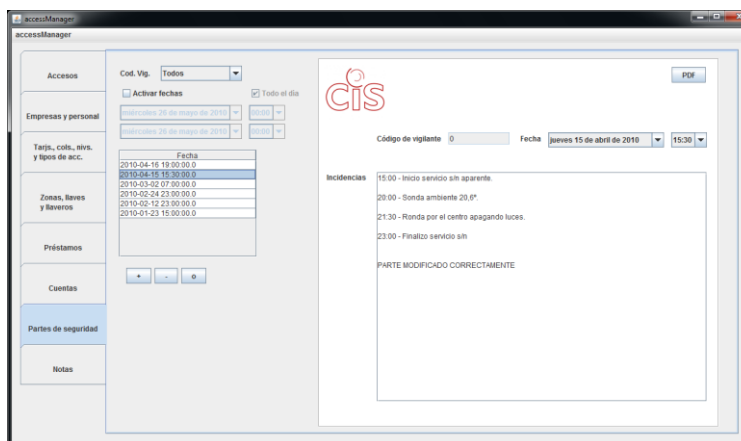 accessManager
accessManager
Accesos
Empresas y personal
Tarjs., cols., nivs.
y tipos de acc.
Zonas, llaves
y llaveros
Préstamos
Cuentas
Partes de seguridad
Notas
Cod. Vig. Todos
Activar fechas Todo el día
miércoles 26 de mayo de 2010 00:00
miércoles 26 de mayo de 2010 00:00
Fecha
2010-04-16 19:00:00.0
2010-04-15 15:30:00.0
2010-03-02 07:00:00.0
2010-02-24 23:00:00.0
2010-02-12 23:00:00.0
2010-01-23 15:00:00.0
+ - o
CIS
PDF
Código de vigilante 0 Fecha jueves 15 de abril de 2010 15:30
Incidencias
15:00 - Inicio servicio s/n aparente.
20:00 - Sonda ambiente 20,6º.
21:30 - Ronda por el centro apagando luces.
23:00 - Finalizo servicio s/n
PARTE MODIFICADO CORRECTAMENTE